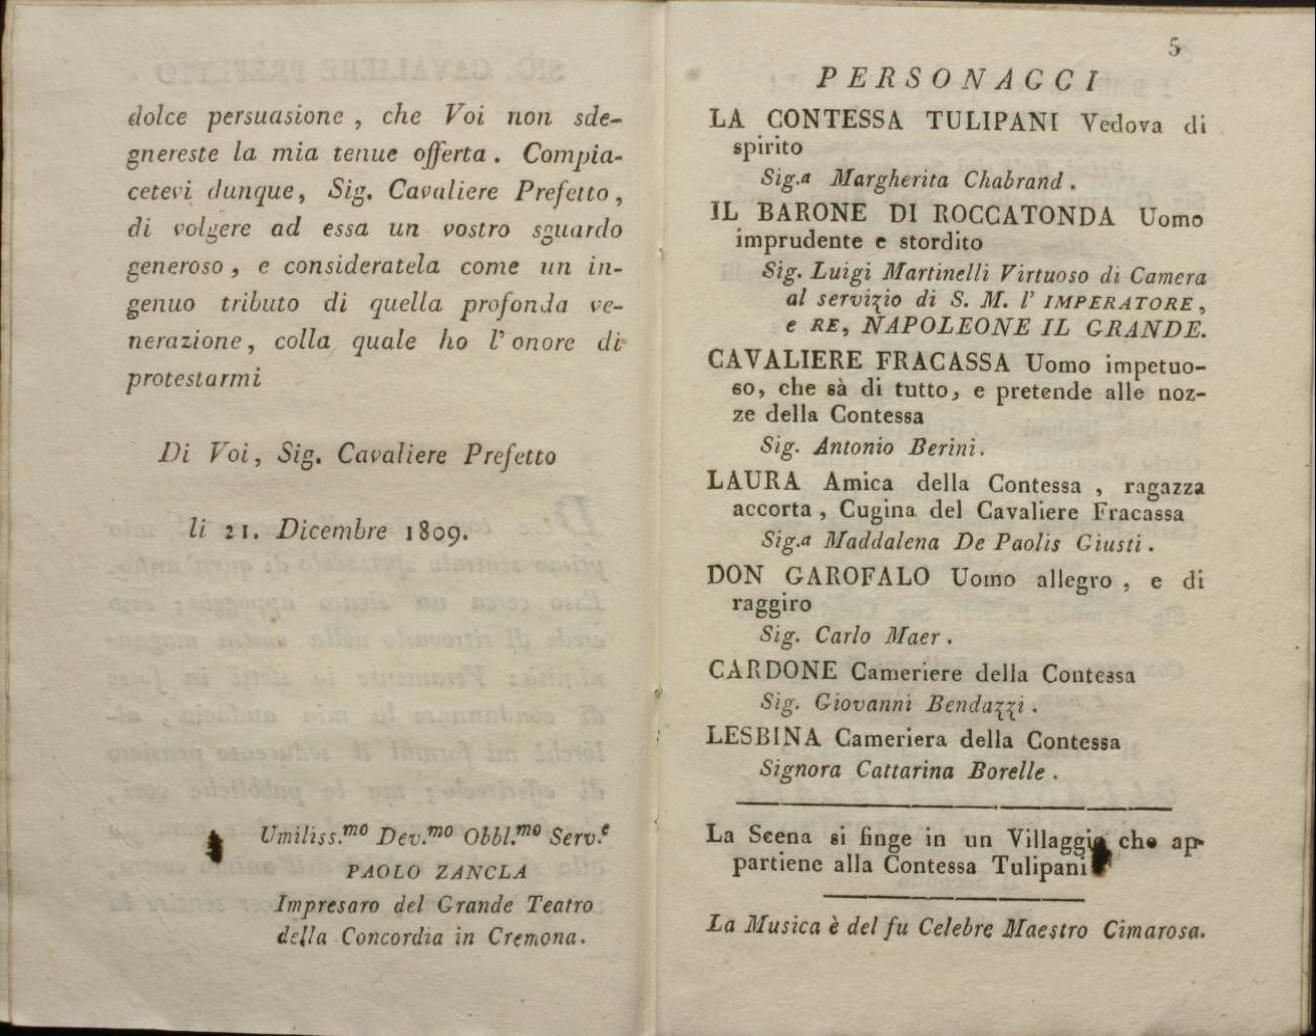 dolce persuasione , che Voi non sde-
gnereste la mia tenue offerta . Compia-
cetevi dunque, Sig. Cavaliere Prefetto ,
di volgere ad essa un vostro sguardo
generoso , e consideratela come un in-
genuo tributo di quella profonda ve-
nerazione, colla quale ho l' onore di
protestarmi
Di Voi, Sig. Cavaliere Prefetto
li 21. Dicembre 1809.
Umiliss.mo Dev.mo Obbl.mo Serv.e
PAOLO ZANCLA
Impresaro del Grande Teatro
della Concordia in Cremona.
5
PERSONAGGI
LA CONTESSA TULIPANI Vedova di
spirito
Sig.a Margherita Chabrand .
IL BARONE DI ROCCATONDA Uomo
imprudente e stordito
Sig. Luigi Martinelli Virtuoso di Camera
al servizio di S. M. l' IMPERATORE ,
e RE, NAPOLEONE IL GRANDE.
CAVALIERE FRACASSA Uomo impetuo-
so, che sà di tutto, e pretende alle noz-
ze della Contessa
Sig. Antonio Berini.
LAURA Amica della Contessa , ragazza
accorta , Cugina del Cavaliere Fracassa
Sig.a Maddalena De Paolis Giusti .
DON GAROFALO Uomo allegro , e di
raggiro
Sig. Carlo Maer .
CARDONE Cameriere della Contessa
Sig. Giovanni Bendazzi .
LESBINA Cameriera della Contessa
Signora Cattarina Borelle .
La Scena si finge in un Villaggio che ap-
partiene alla Contessa Tulipani
La Musica è del fu Celebre Maestro Cimarosa.